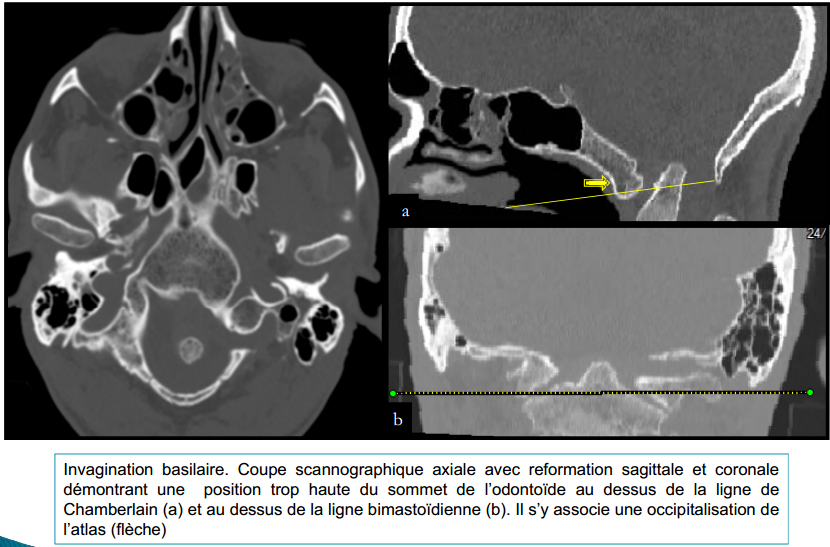 a
247
b
Invagination basilaire. Coupe scannographique axiale avec reformation sagittale et coronale
démontrant une position trop haute du sommet de l'odontoïde au dessus de la ligne de
Chamberlain (a) et au dessus de la ligne bimastoïdienne (b). Il s'y associe une occipitalisation de
l'atlas (flèche)